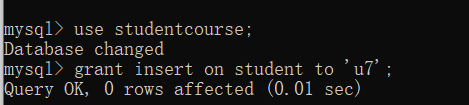 mysql> use studentcourse;
Database changed
mysql> grant insert on student to 'u7';
Query OK, 0 rows affected (0.01 sec)